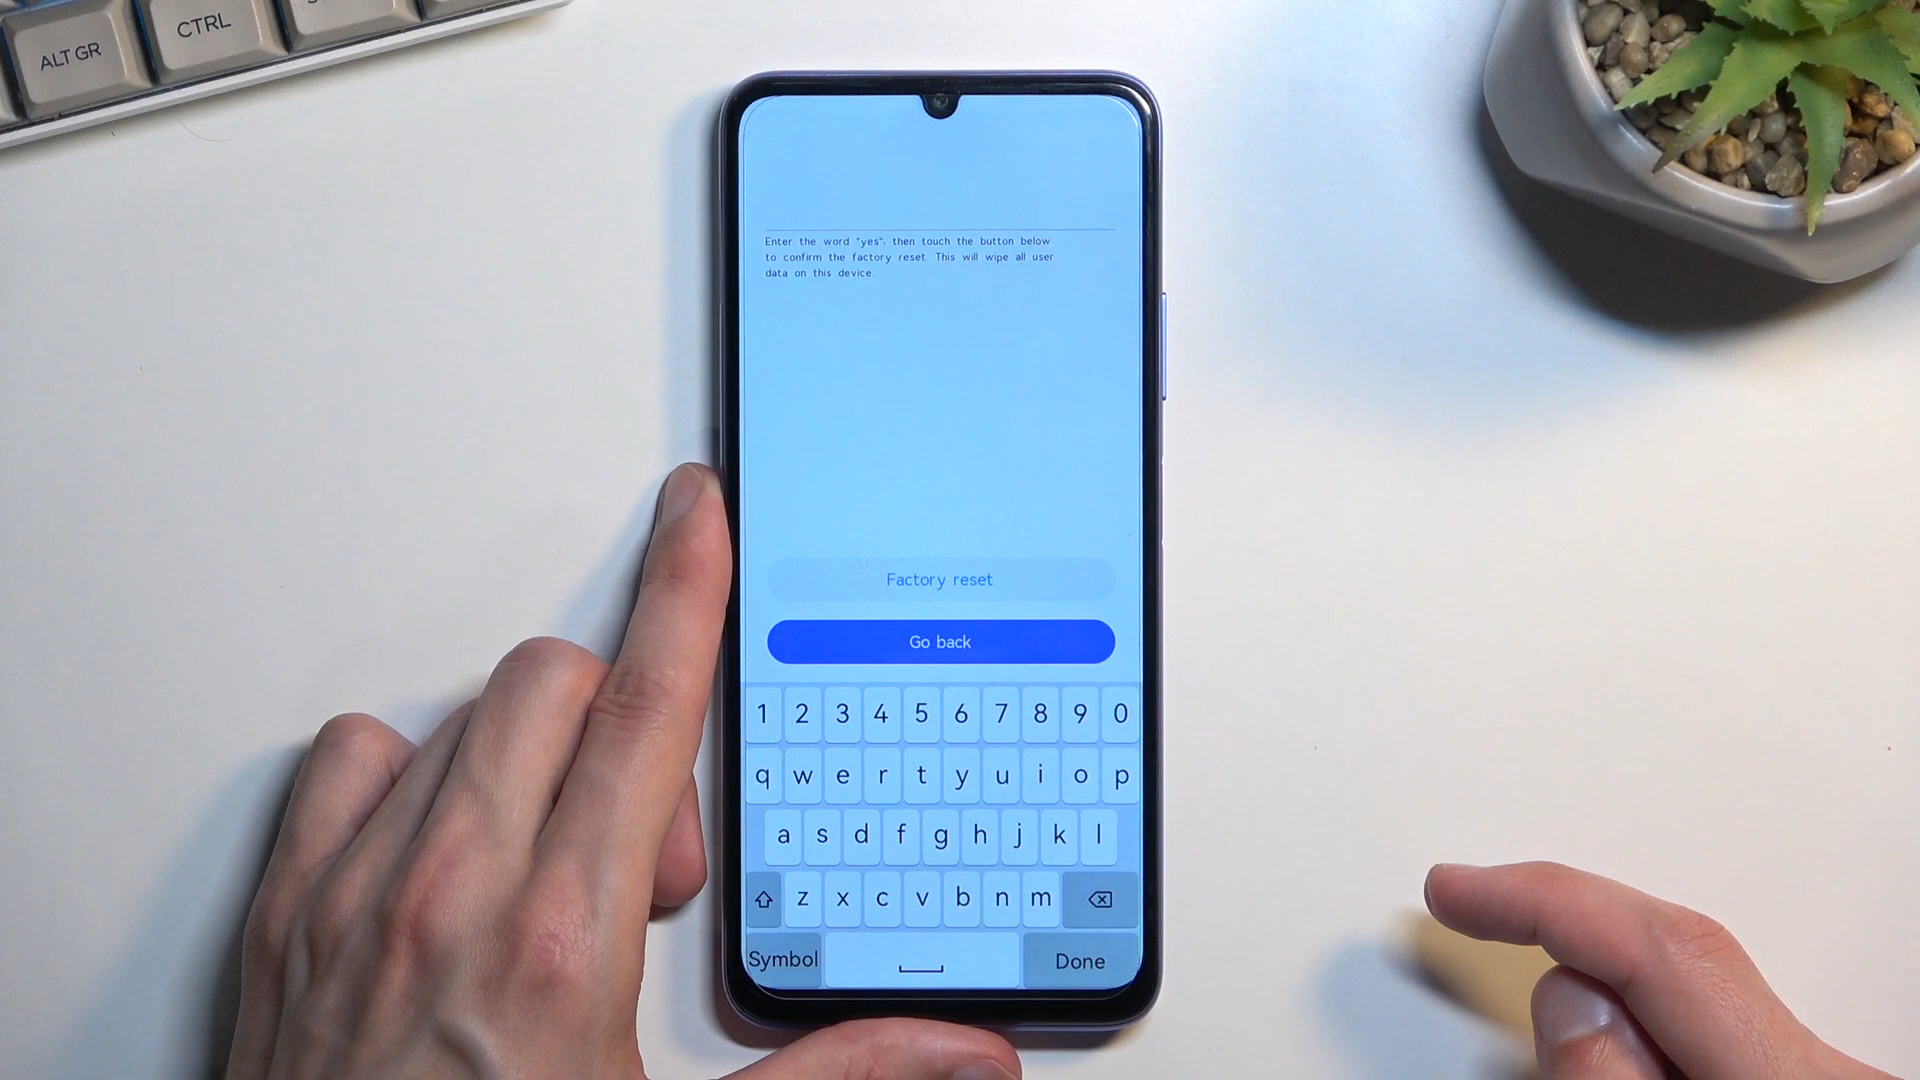 ALT GR
CTRL
Enter the word "yes", then touch the button below
to confirm the factory reset. This will wipe all user
data on this device.
Factory reset
Go back
1 2 3 4 5 6 7 8 9 0
q w e r t y u i o p
a s d f g h j k l
z x c v b n m
Symbol Done